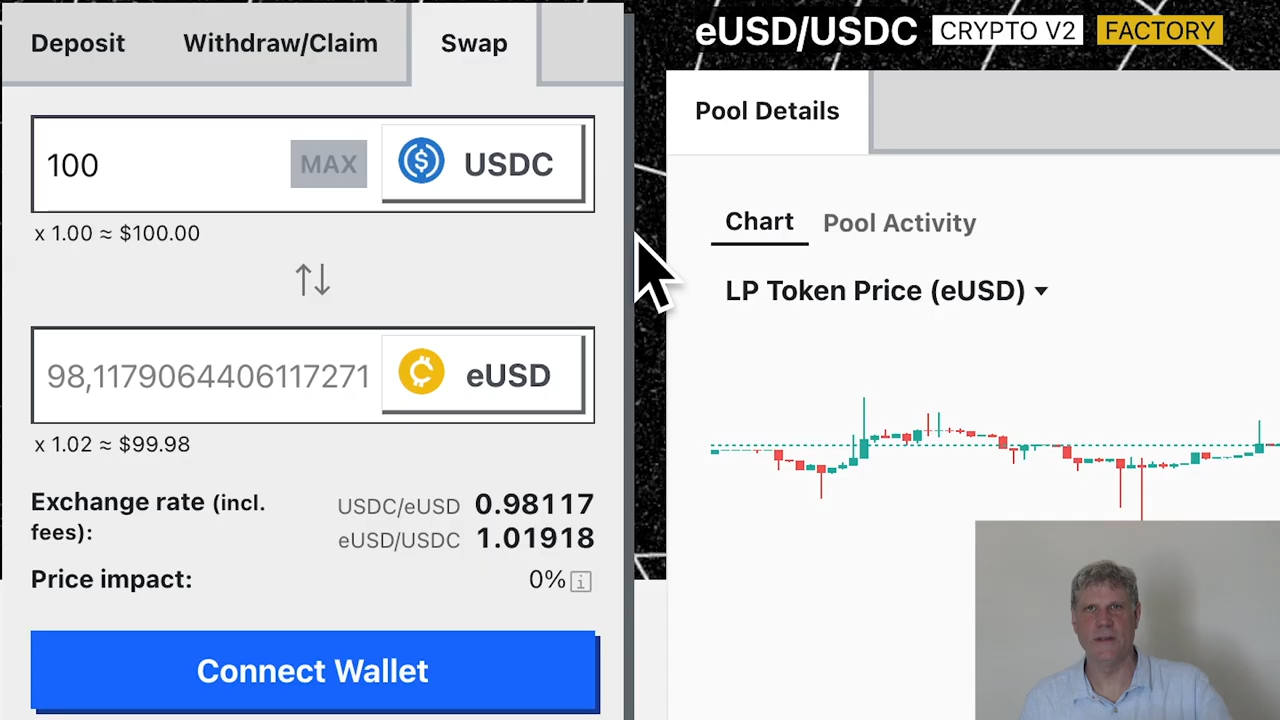 Deposit
Withdraw/Claim
Swap
100
MAX
USDC
x 1.00 ≈ $100.00
98,1179064406117271
eUSD
x 1.02 ≈ $99.98
Exchange rate (incl. fees):
USDC/eUSD 0.98117
eUSD/USDC 1.01918
Price impact: 0%
Connect Wallet
eUSD/USDC CRYPTO V2 FACTORY
Pool Details
Chart
Pool Activity
LP Token Price (eUSD)